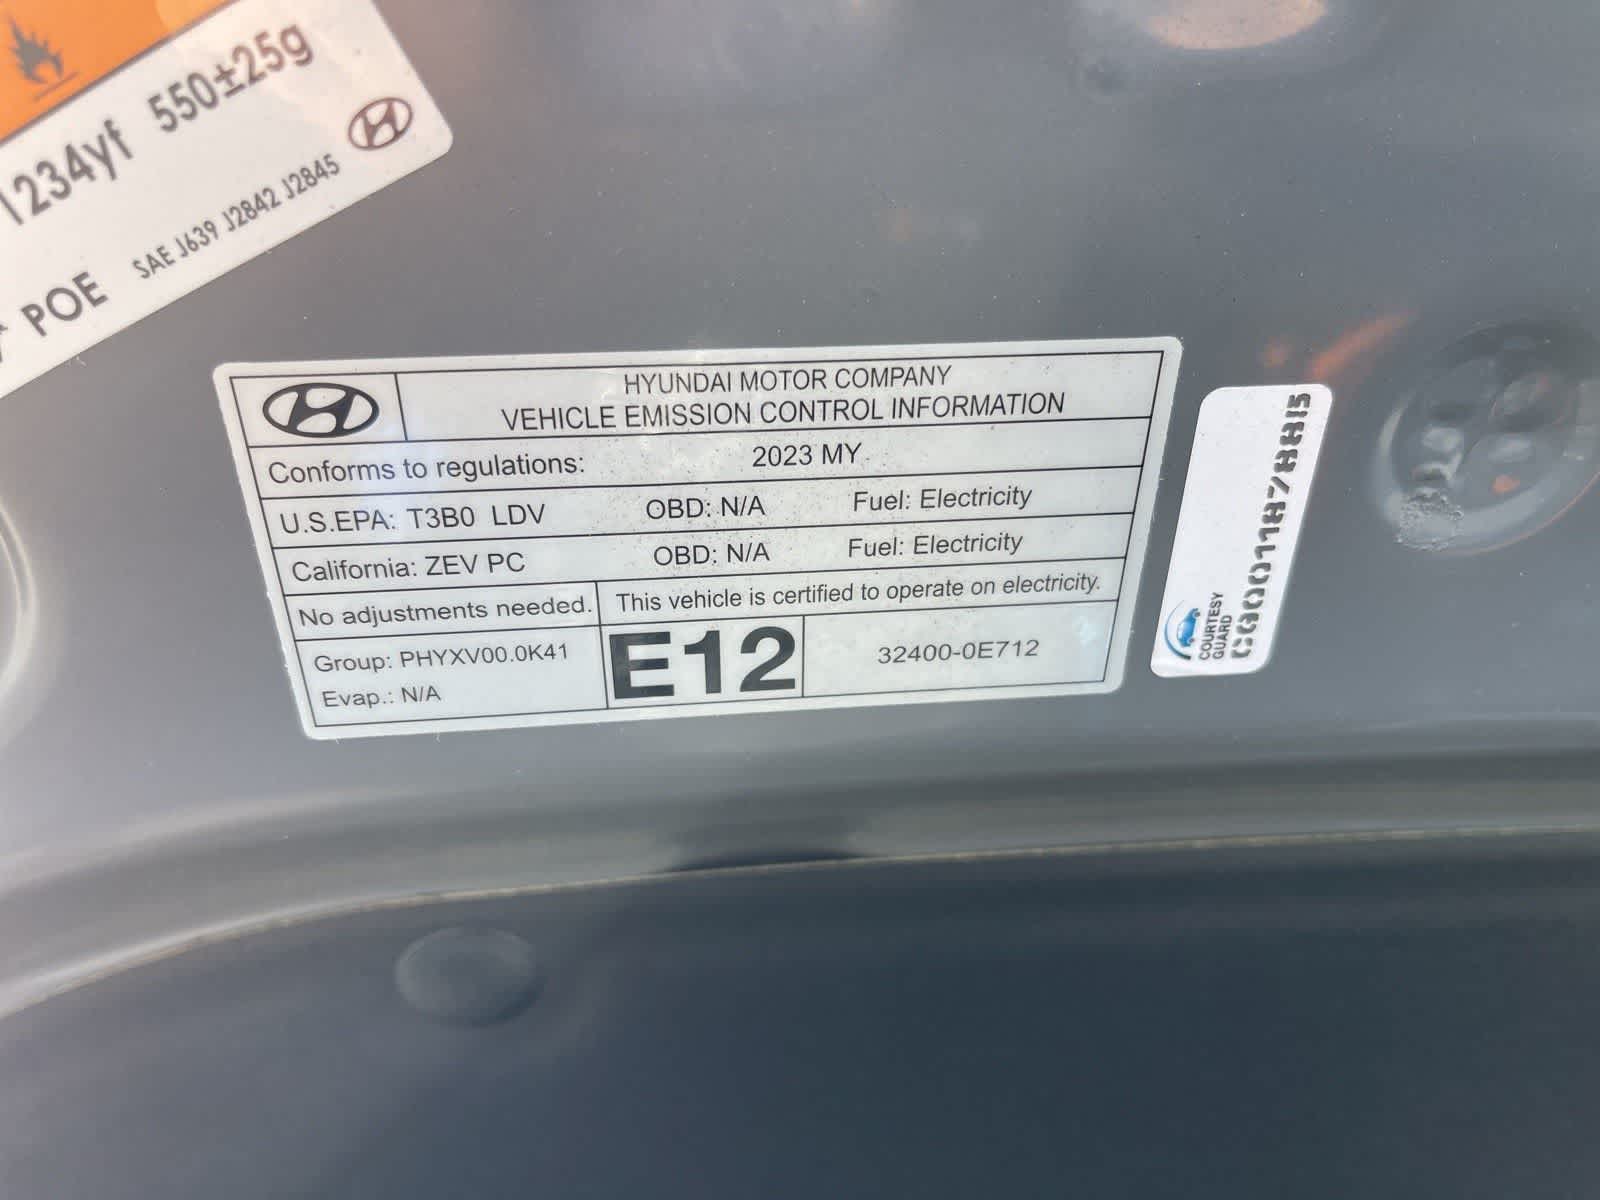 1234yf 550±25g
POE SAE J639 J2842 J2845
HYUNDAI MOTOR COMPANY
VEHICLE EMISSION CONTROL INFORMATION
Conforms to regulations: 2023 MY
U.S.EPA: T3B0 LDV OBD: N/A Fuel: Electricity
California: ZEV PC OBD: N/A Fuel: Electricity
No adjustments needed. This vehicle is certified to operate on electricity.
Group: PHYXV00.0K41
Evap.: N/A
E12
32400-0E712
COURTESY
GUARD
CG0011878815